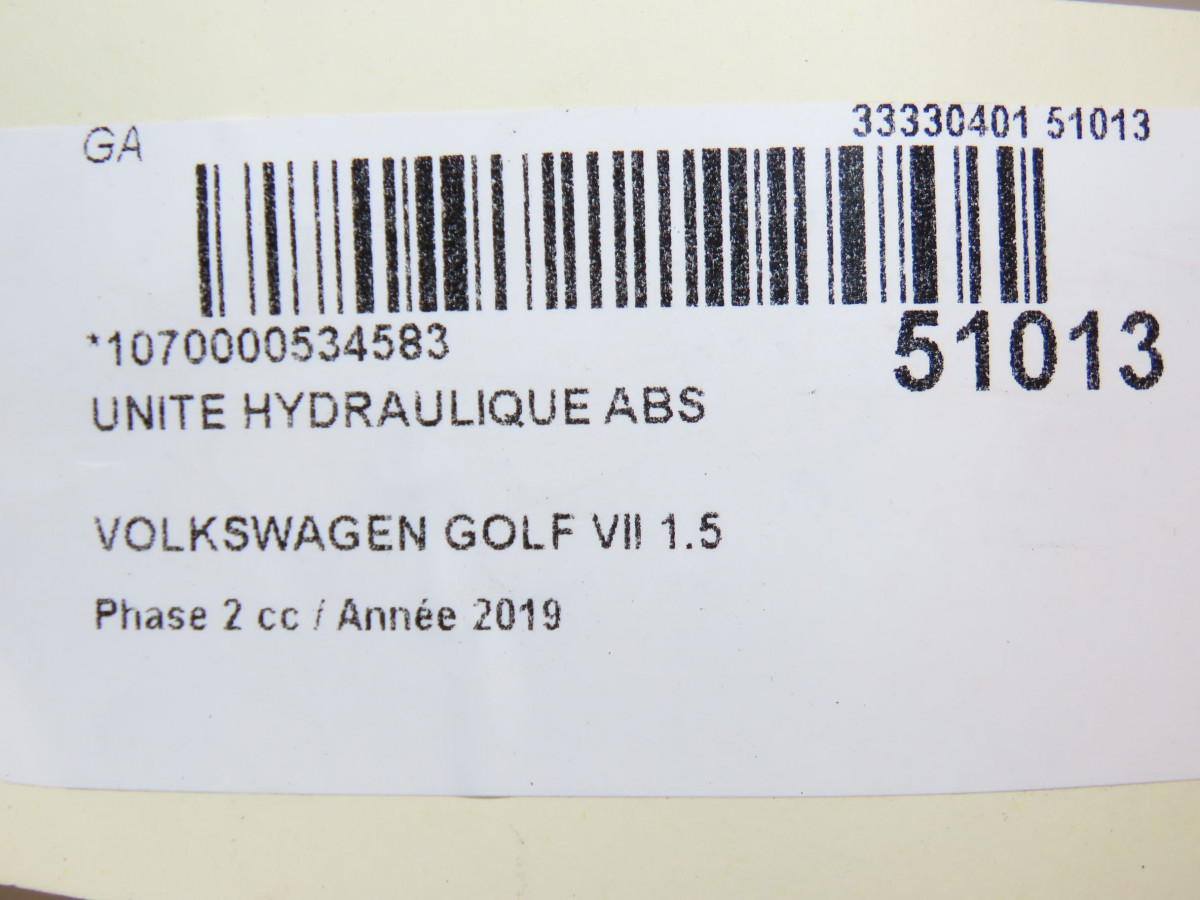 GA
33330401 51013
*1070000534583
51013
UNITE HYDRAULIQUE ABS
VOLKSWAGEN GOLF VII 1.5
Phase 2 cc / Année 2019